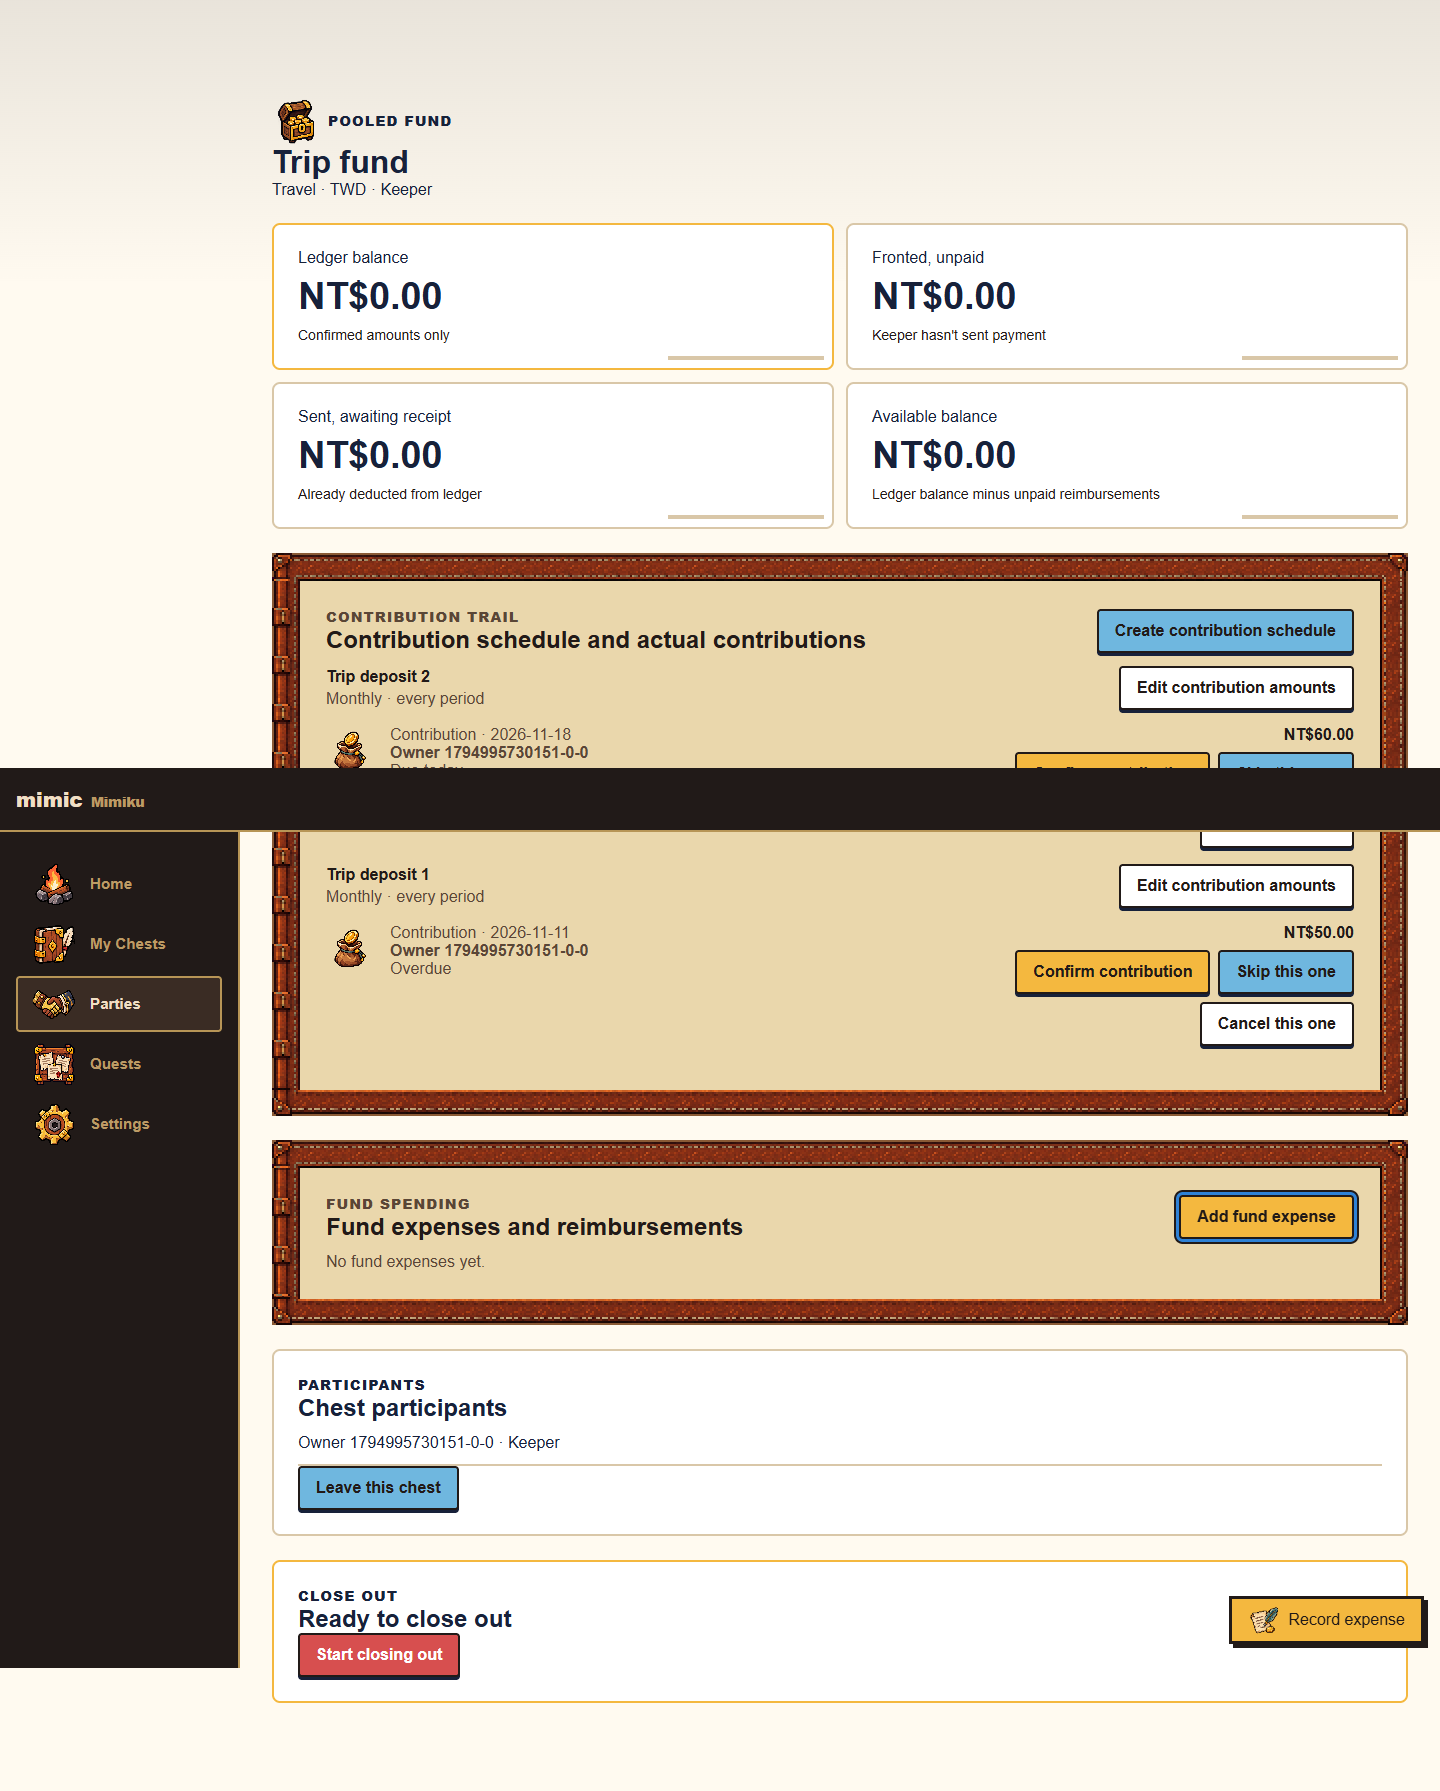 POOLED FUND
Trip fund
Travel · TWD · Keeper
Ledger balance
NT$0.00
Confirmed amounts only
Fronted, unpaid
NT$0.00
Keeper hasn't sent payment
Sent, awaiting receipt
NT$0.00
Already deducted from ledger
Available balance
NT$0.00
Ledger balance minus unpaid reimbursements
CONTRIBUTION TRAIL
Contribution schedule and actual contributions
Create contribution schedule
Trip deposit 2
Monthly · every period
Edit contribution amounts
Contribution · 2026-11-18
Owner 1794995730151-0-0
NT$60.00
mimic Mimiku
Home
My Chests
Parties
Quests
Settings
Trip deposit 1
Monthly · every period
Edit contribution amounts
Contribution · 2026-11-11
Owner 1794995730151-0-0
Overdue
NT$50.00
Confirm contribution
Skip this one
Cancel this one
FUND SPENDING
Fund expenses and reimbursements
No fund expenses yet.
Add fund expense
PARTICIPANTS
Chest participants
Owner 1794995730151-0-0 · Keeper
Leave this chest
CLOSE OUT
Ready to close out
Start closing out
Record expense